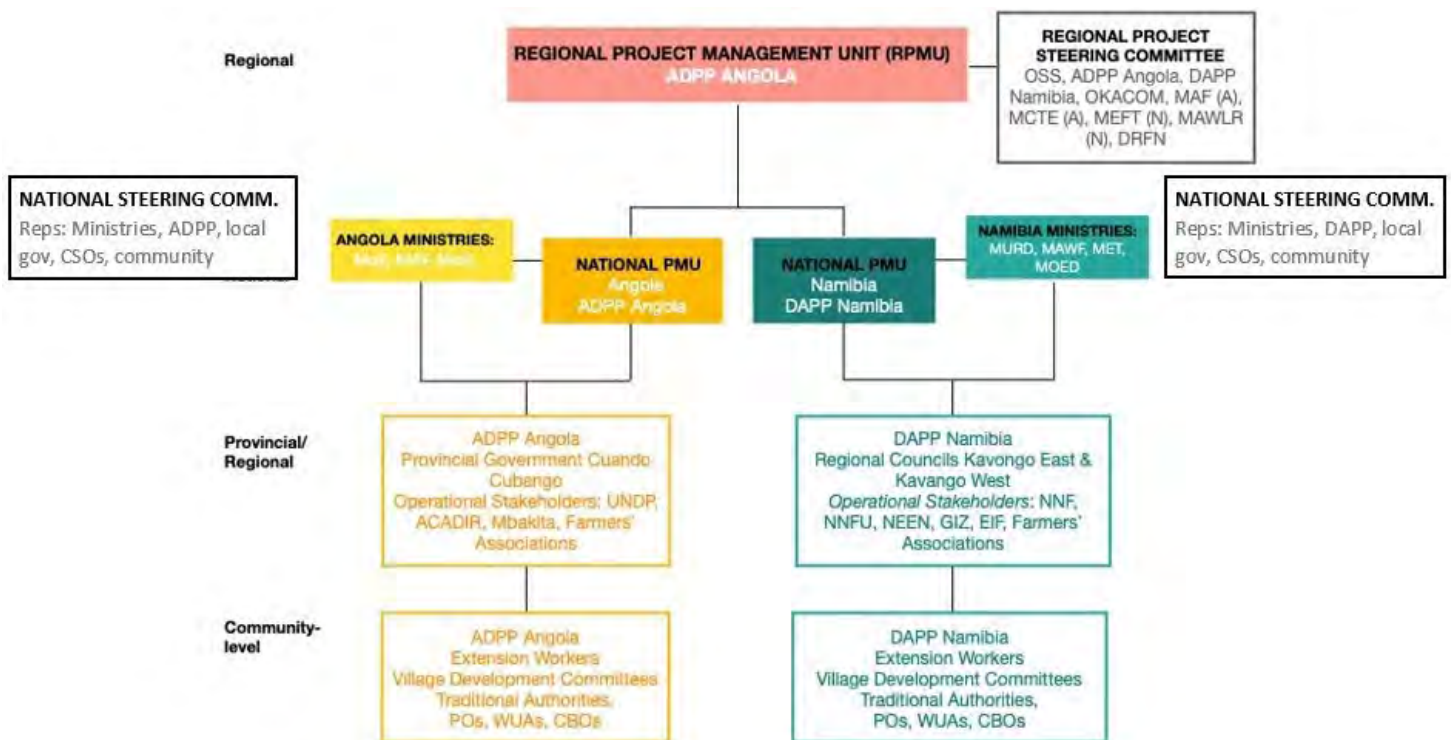 Regional
REGIONAL PROJECT MANAGEMENT UNIT (RPMU)
ADPP ANGOLA
REGIONAL PROJECT
STEERING COMMITTEE
OSS, ADPP Angola, DAPP
Namibia, OKACOM, MAF (A),
MCTE (A), MEFT (N), MAWLR
(N), DRFN
NATIONAL STEERING COMM.
Reps: Ministries, ADPP, local
gov, CSOs, community
ANGOLA MINISTRIES:
NATIONAL PMU
Angola
ADPP Angola
NATIONAL PMU
Namibia
DAPP Namibia
NAMIBIA MINISTRIES:
MURD, MAWF, MET,
MOED
NATIONAL STEERING COMM.
Reps: Ministries, DAPP, local
gov, CSOs, community
Provincial/
Regional
ADPP Angola
Provincial Government Cuando
Cubango
Operational Stakeholders: UNDP,
ACADIR, Mbakita, Farmers'
Associations
DAPP Namibia
Regional Councils Kavongo East &
Kavango West
Operational Stakeholders: NNF,
NNFU, NEEN, GIZ, EIF, Farmers'
Associations
Community-
level
ADPP Angola
Extension Workers
Village Development Committees
Traditional Authorities,
POs, WUAs, CBOs
DAPP Namibia
Extension Workers
Village Development Committees
Traditional Authorities,
POs, WUAs, CBOs